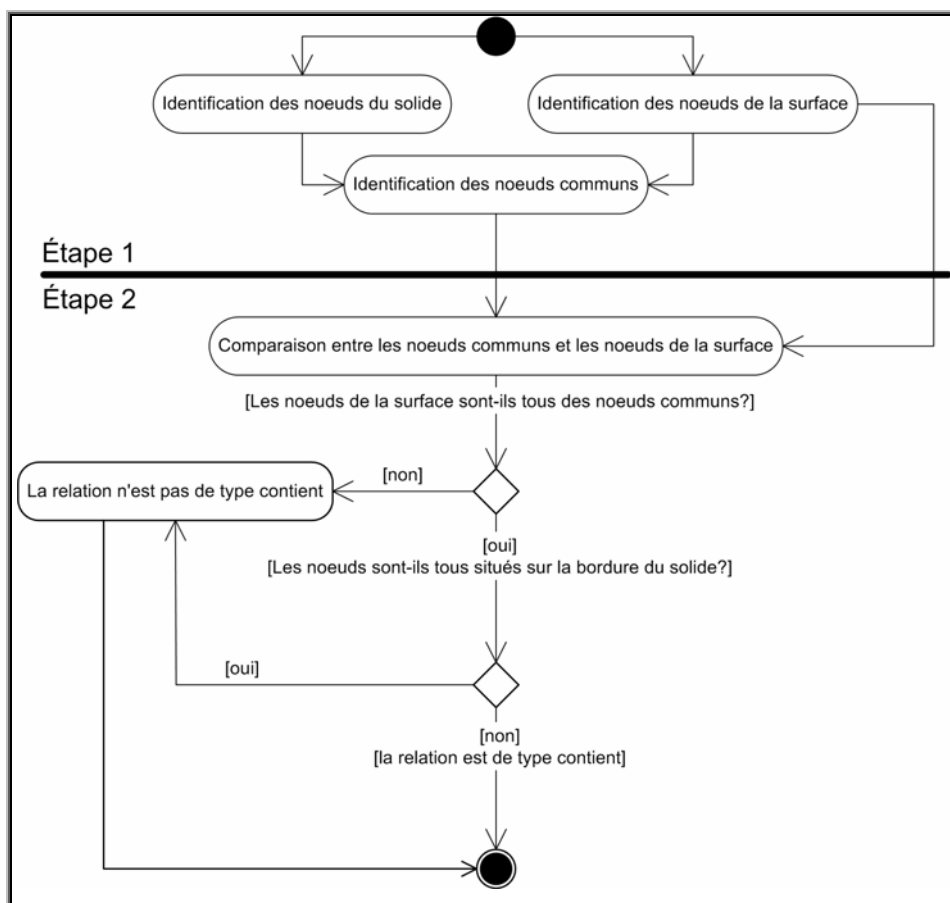 Identification des noeuds du solide
Identification des noeuds de la surface
Identification des noeuds communs
Étape 1
Étape 2
Comparaison entre les noeuds communs et les noeuds de la surface
[Les noeuds de la surface sont-ils tous des noeuds communs?]
[non]
La relation n'est pas de type contient
[oui]
[Les noeuds sont-ils tous situés sur la bordure du solide?]
[oui]
[non]
[la relation est de type contient]